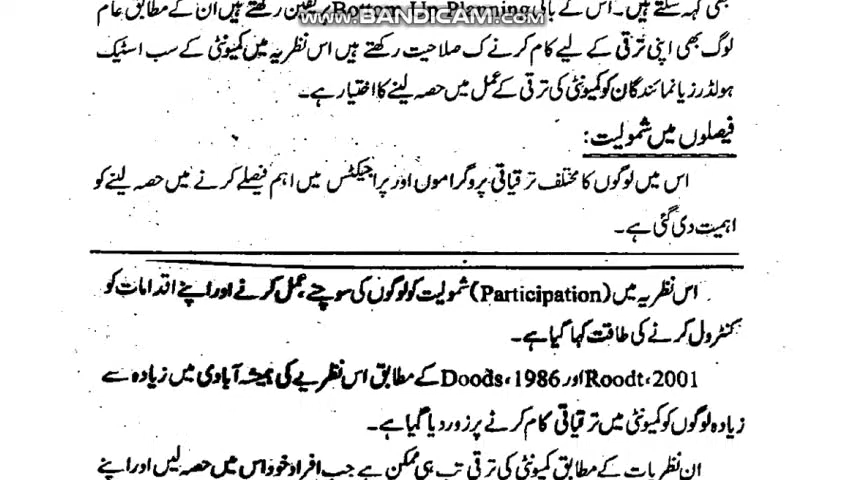 بھی کہہ سکتے ہیں۔ اس کے بانی Bottom Up Planning پر یقین رکھتے ہیں ان کے مطابق عام
www.BANDICAM.com
لوگ بھی اپنی ترقی کے لیے کام کرنے ک صلاحیت رکھتے ہیں اس نظریہ میں کمیونٹی کے سب اسٹیک
ہولڈرز یا نمائندگان کو کمیونٹی کی ترقی کے عمل میں حصہ لینے کا اختیار ہے۔
فیصلوں میں شمولیت:
اس میں لوگوں کا مختلف ترقیاتی پروگراموں اور پراجیکٹس میں اہم فیصلے کرنے میں حصہ لینے کو
اہمیت دی گئی ہے۔
اس نظریہ میں (Participation) شمولیت کو لوگوں کی سوچنے، عمل کرنے اور اپنے اقدامات کو
کنٹرول کرنے کی طاقت کہا گیا ہے۔
Roodt، 2001 اور Doods، 1986 کے مطابق اس نظریے کی ہمیشہ آبادی میں زیادہ سے
زیادہ لوگوں کو کمیونٹی میں ترقیاتی کام کرنے پر زور دیا گیا ہے۔
ان نظریات کے مطابق کمیونٹی کی ترقی تب ہی ممکن ہے جب افراد خود اس میں حصہ لیں اور اپنے